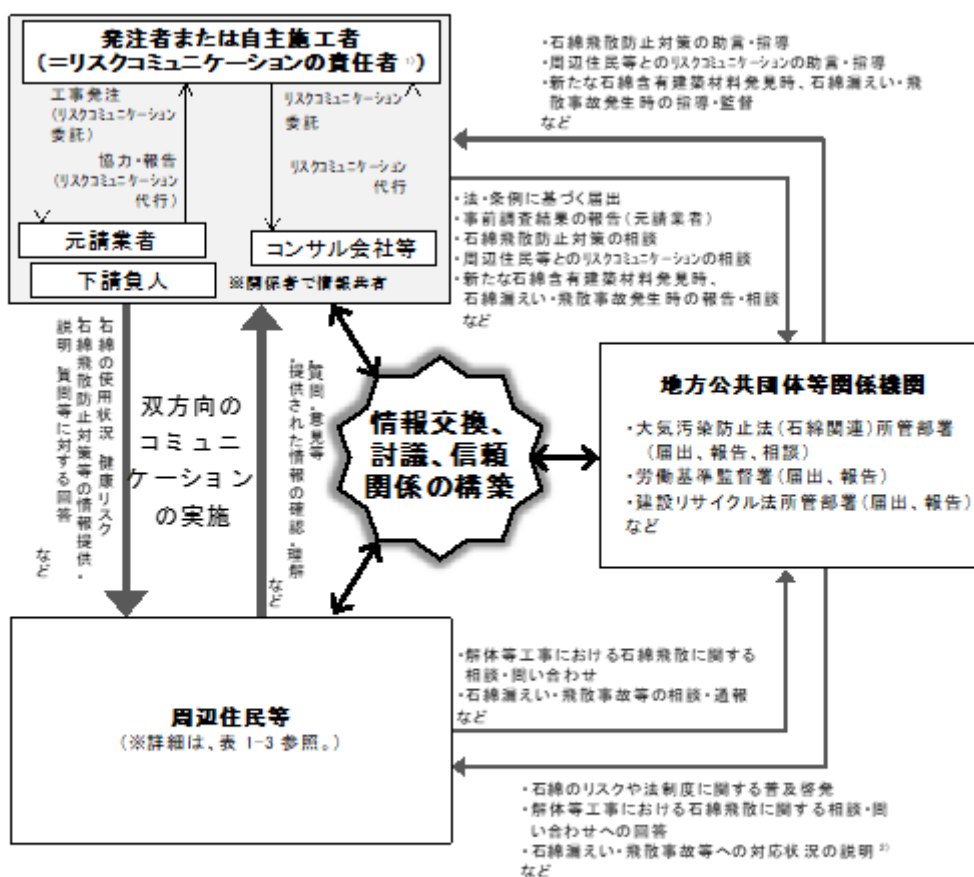 発注者または自主施工者
(＝リスクコミュニケーションの責任者 ¹⁾)
工事発注
(リスクコミュニケーション
委託)
協力・報告
(リスクコミュニケーション
代行)
リスクコミュニケーション
委託
リスクコミュニケーション
代行
元請業者
下請負人
コンサル会社等
※関係者で情報共有
・石綿飛散防止対策の助言・指導
・周辺住民等とのリスクコミュニケーションの助言・指導
・新たな石綿含有建築材料発見時、石綿漏えい・飛
散事故発生時の指導・監督
など
・法・条例に基づく届出
・事前調査結果の報告(元請業者)
・石綿飛散防止対策の相談
・周辺住民等とのリスクコミュニケーションの相談
・新たな石綿含有建築材料発見時、
石綿漏えい・飛散事故発生時の報告・相談
など
・石綿の使用状況、健康リスク、
石綿飛散防止対策等の情報提供・
説明、質問等に対する回答
など
双方向の
コミュニ
ケーション
の実施
・質問・意見等
・提供された情報の確認・理解
など
情報交換、
討議、信頼
関係の構築
地方公共団体等関係機関
・大気汚染防止法(石綿関連)所管部署
(届出、報告、相談)
・労働基準監督署(届出、報告)
・建設リサイクル法所管部署(届出、報告)
など
周辺住民等
(※詳細は、表 1-3 参照。)
・解体等工事における石綿飛散に関する
相談・問い合わせ
・石綿漏えい・飛散事故等の相談・通報
など
・石綿のリスクや法制度に関する普及啓発
・解体等工事における石綿飛散に関する相談・問
い合わせへの回答
・石綿漏えい・飛散事故等への対応状況の説明 ²⁾
など